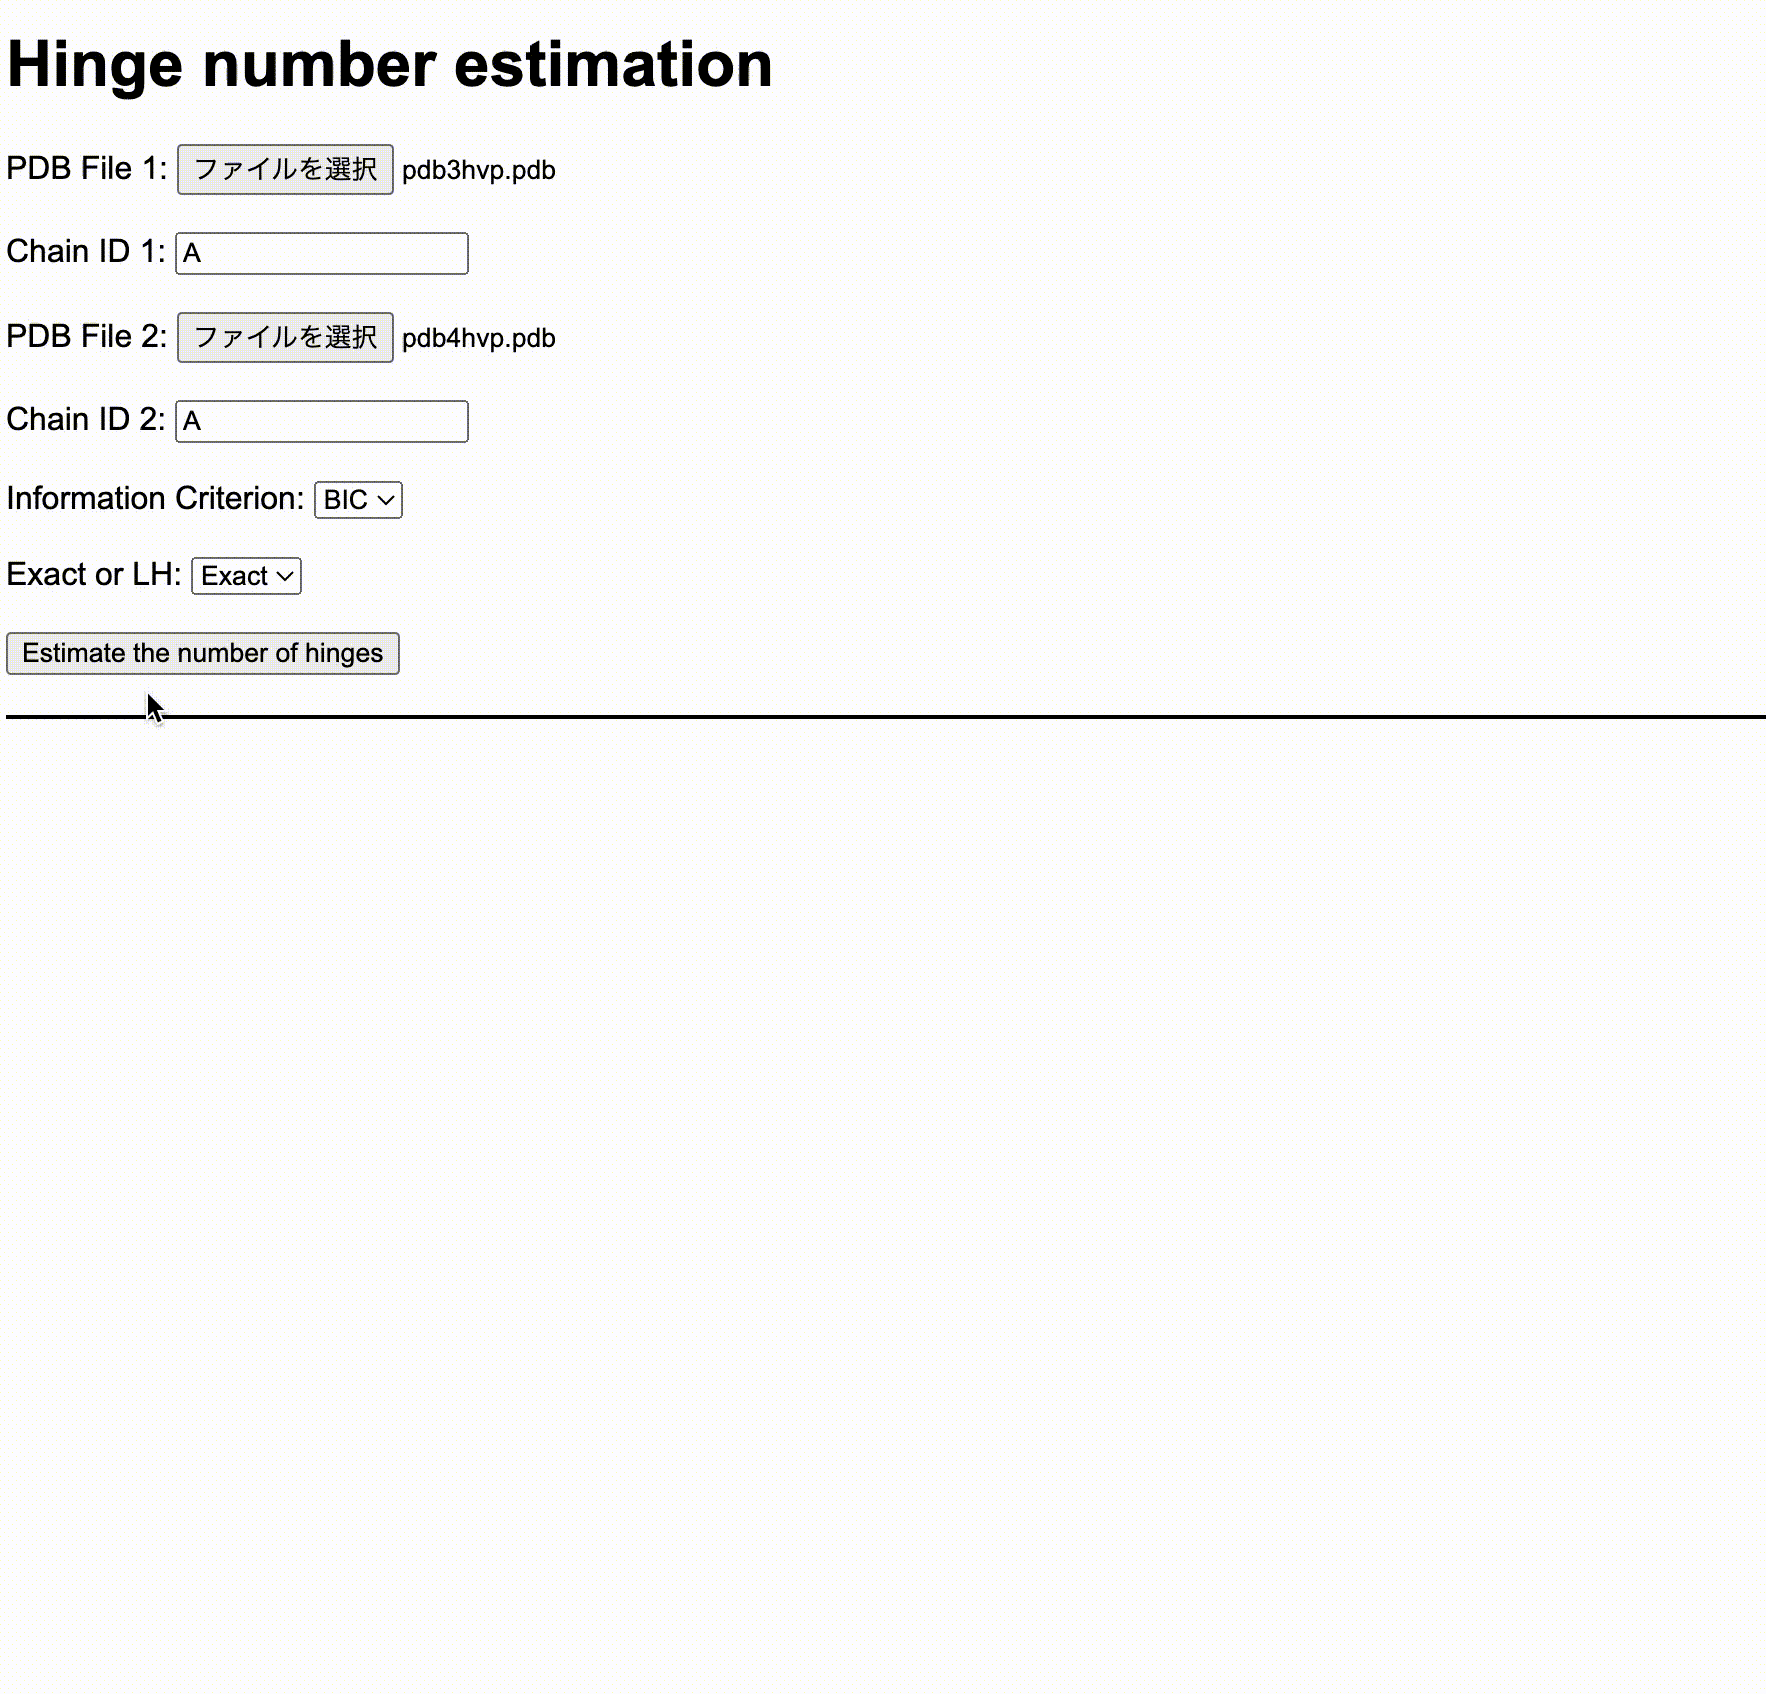 Hinge number estimation
PDB File 1: ファイルを選択 pdb3hvp.pdb
Chain ID 1: A
PDB File 2: ファイルを選択 pdb4hvp.pdb
Chain ID 2: A
Information Criterion: BIC
Exact or LH: Exact
Estimate the number of hinges